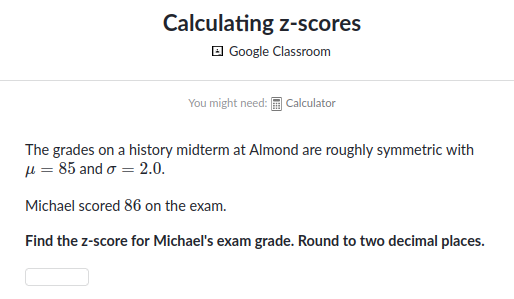 Calculating z-scores
Google Classroom
You might need: Calculator
The grades on a history midterm at Almond are roughly symmetric with
μ = 85 and σ = 2.0.
Michael scored 86 on the exam.
Find the z-score for Michael's exam grade. Round to two decimal places.